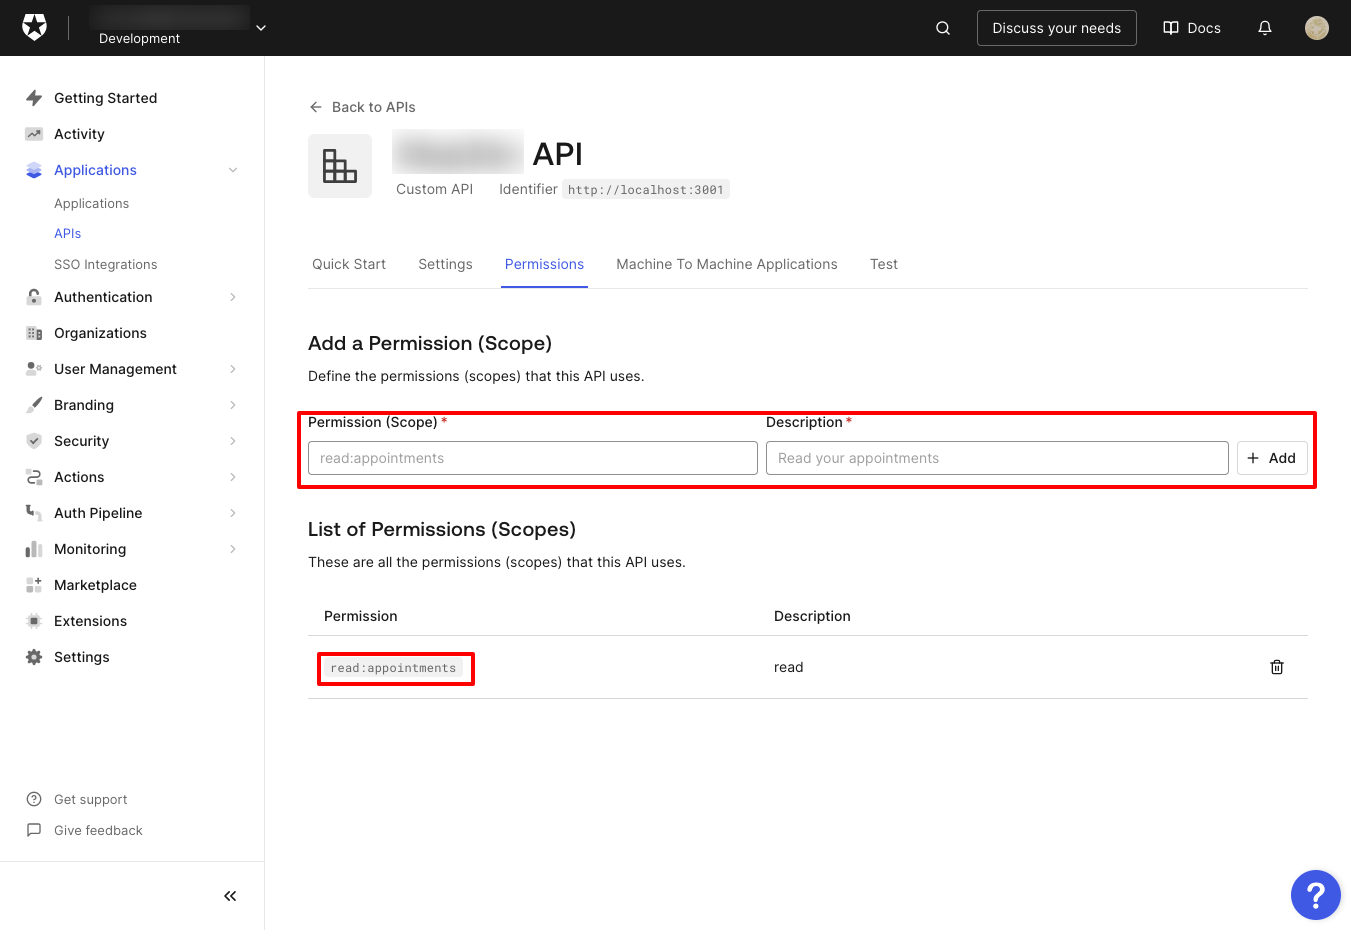 Development
Discuss your needs
Docs
Getting Started
Activity
Applications
Applications
APIs
SSO Integrations
Authentication
Organizations
User Management
Branding
Security
Actions
Auth Pipeline
Monitoring
Marketplace
Extensions
Settings
Get support
Give feedback
Back to APIs
API
Custom API Identifier http://localhost:3001
Quick Start Settings Permissions Machine To Machine Applications Test
Add a Permission (Scope)
Define the permissions (scopes) that this API uses.
Permission (Scope) * Description *
read:appointments Read your appointments + Add
List of Permissions (Scopes)
These are all the permissions (scopes) that this API uses.
Permission Description
read:appointments read
?